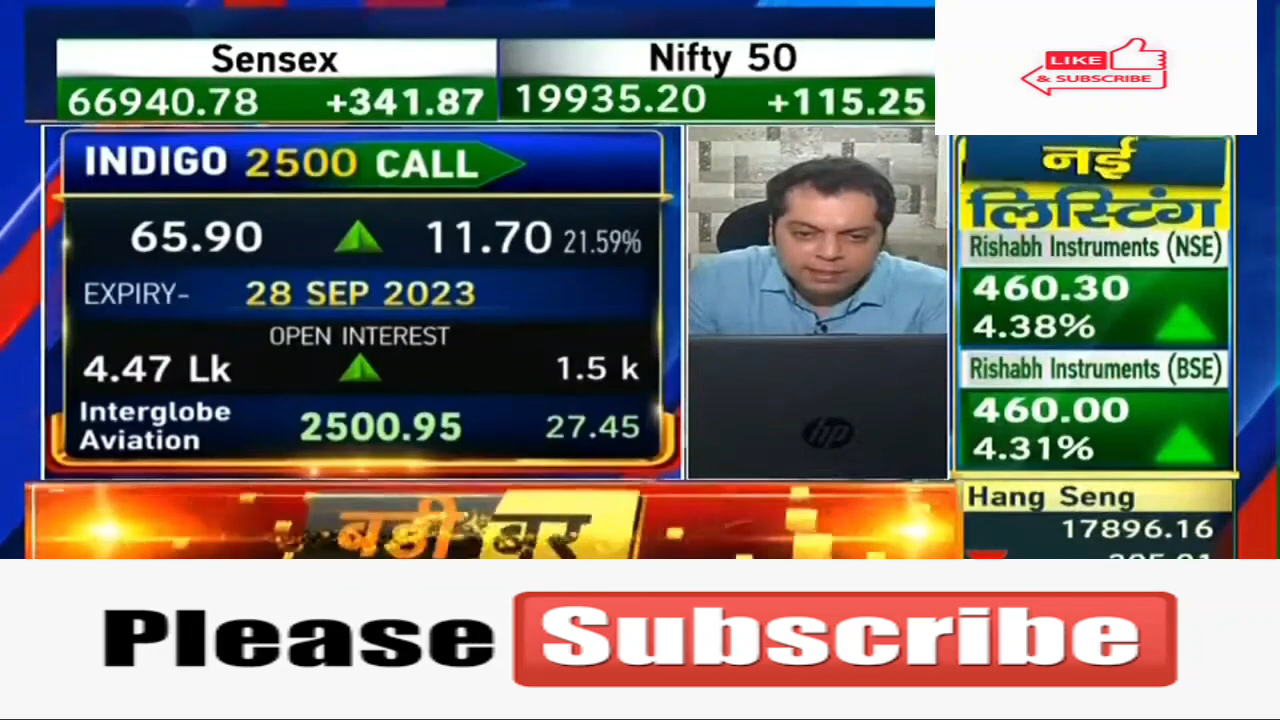 Sensex
66940.78 +341.87
Nifty 50
19935.20 +115.25
LIKE
& SUBSCRIBE
INDIGO 2500 CALL
65.90 11.70 21.59%
EXPIRY- 28 SEP 2023
OPEN INTEREST
4.47 Lk 1.5 k
Interglobe
Aviation 2500.95 27.45
hp
नई
लिस्टिंग
Rishabh Instruments (NSE)
460.30
4.38%
Rishabh Instruments (BSE)
460.00
4.31%
Hang Seng
17896.16
बड़ी
Please Subscribe